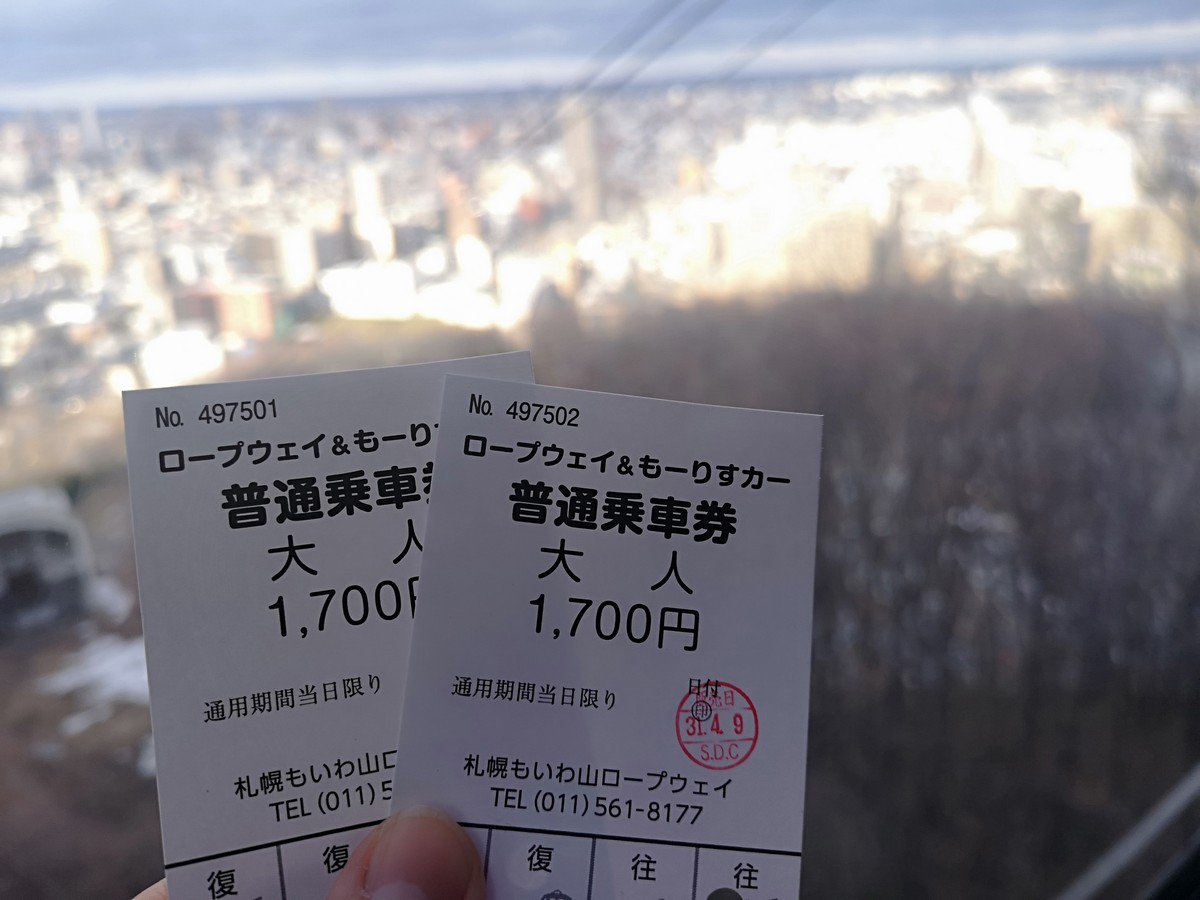 No. 497501
ロープウェイ&もーり
普通乗車
大 人
1,700
通用期間当日限り
札幌もいわ山ロ
TEL (011) 5
復
復
No. 497502
ロープウェイ&もーりすカー
普通乗車券
大 人
1,700円
通用期間当日限り
日付
印
31.4.9
S.D.C
札幌もいわ山ロープウェイ
TEL (011) 561-8177
復
往
往